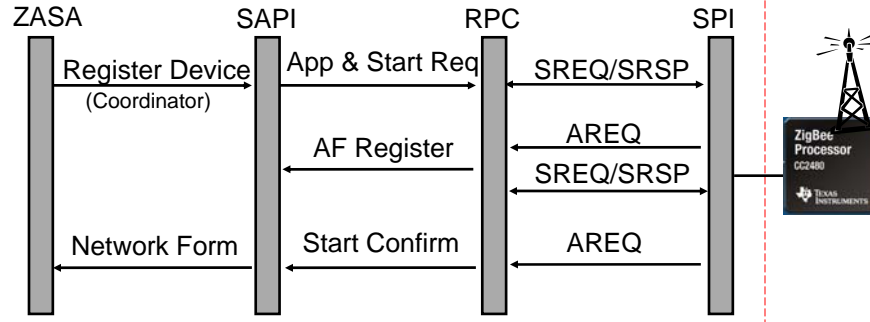 ZASA SAPI RPC SPI
Register Device App & Start Req SREQ/SRSP
(Coordinator)
AREQ
AF Register
SREQ/SRSP
Network Form Start Confirm AREQ
ZigBee
Processor
CC2480
TEXAS
INSTRUMENTS